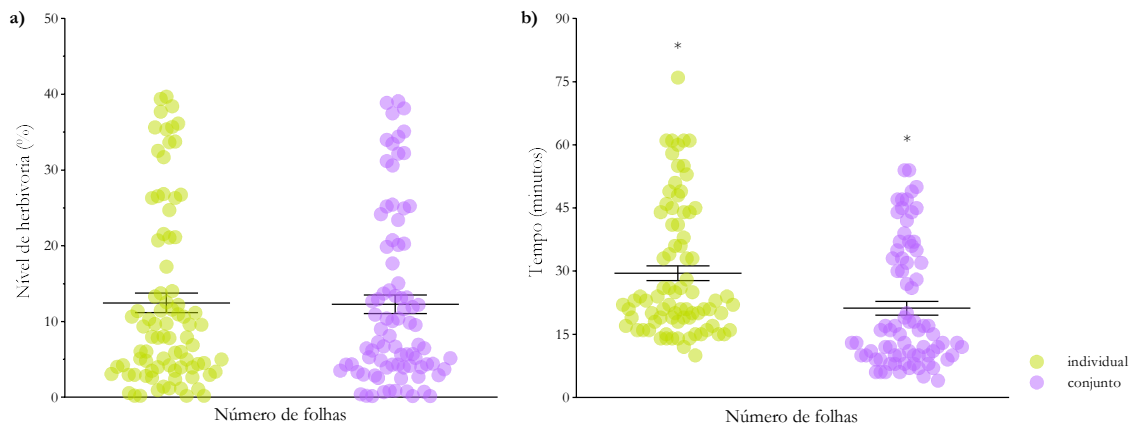 a)
50
40
30
20
10
0
Nível de herbivoria (%)
Número de folhas
b)
*
*
90
75
60
45
30
15
0
Tempo (minutos)
Número de folhas
individual
conjunto